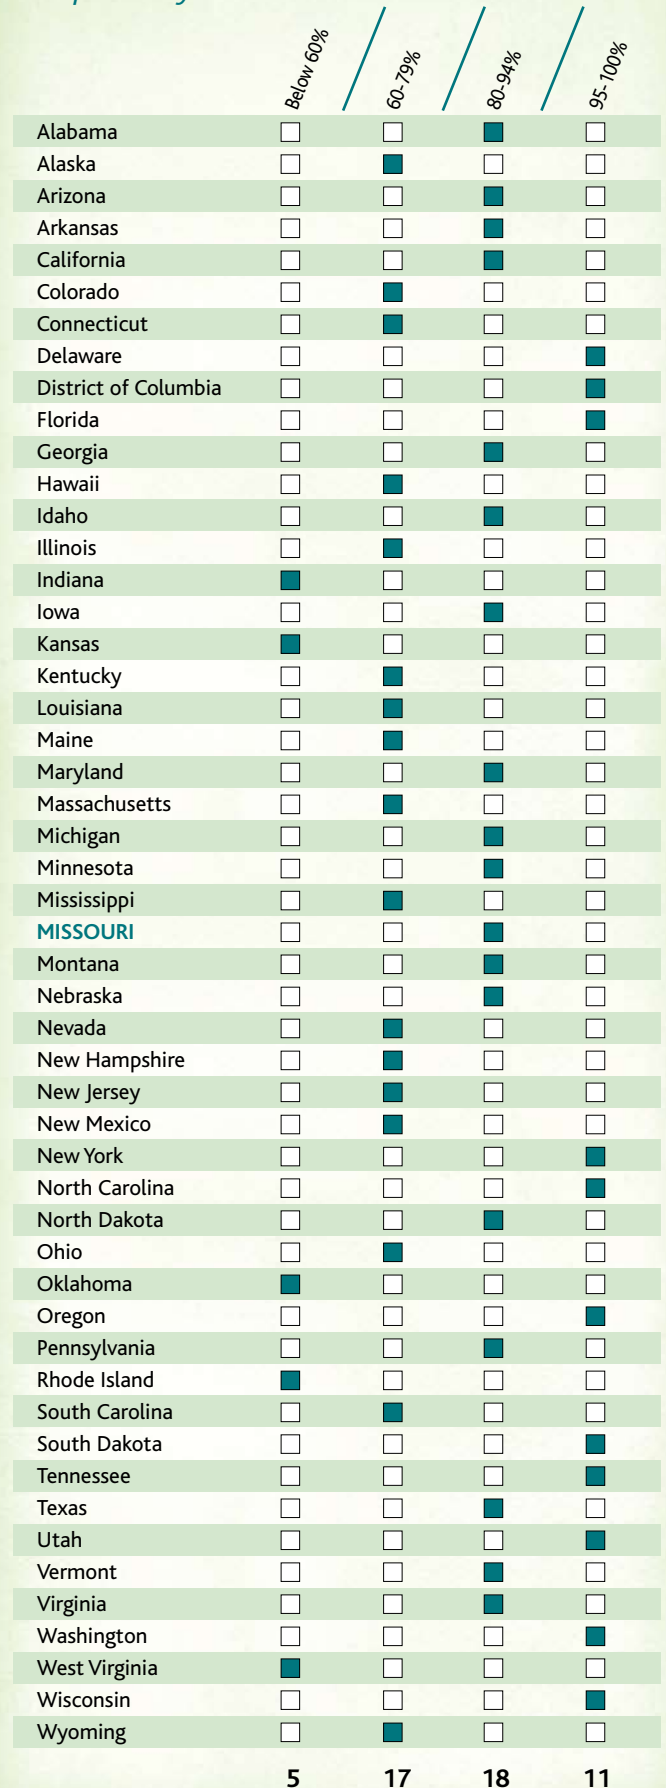 Below 60%
60-79%
80-94%
95-100%
Alabama
Alaska
Arizona
Arkansas
California
Colorado
Connecticut
Delaware
District of Columbia
Florida
Georgia
Hawaii
Idaho
Illinois
Indiana
Iowa
Kansas
Kentucky
Louisiana
Maine
Maryland
Massachusetts
Michigan
Minnesota
Mississippi
MISSOURI
Montana
Nebraska
Nevada
New Hampshire
New Jersey
New Mexico
New York
North Carolina
North Dakota
Ohio
Oklahoma
Oregon
Pennsylvania
Rhode Island
South Carolina
South Dakota
Tennessee
Texas
Utah
Vermont
Virginia
Washington
West Virginia
Wisconsin
Wyoming
5 17 18 11